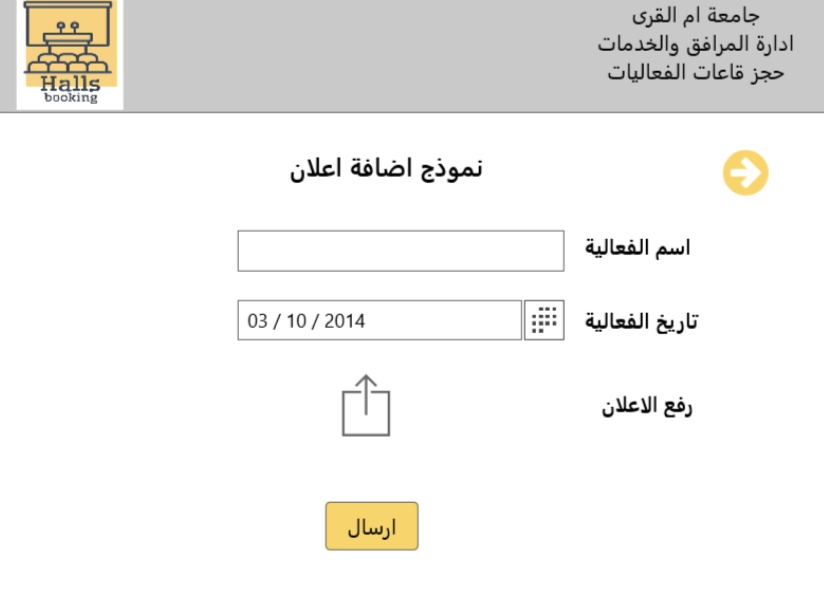 جامعة ام القرى
ادارة المرافق والخدمات
حجز قاعات الفعاليات
Halls
booking
نموذج اضافة اعلان
اسم الفعالية
تاريخ الفعالية
03 / 10 / 2014
رفع الاعلان
ارسال